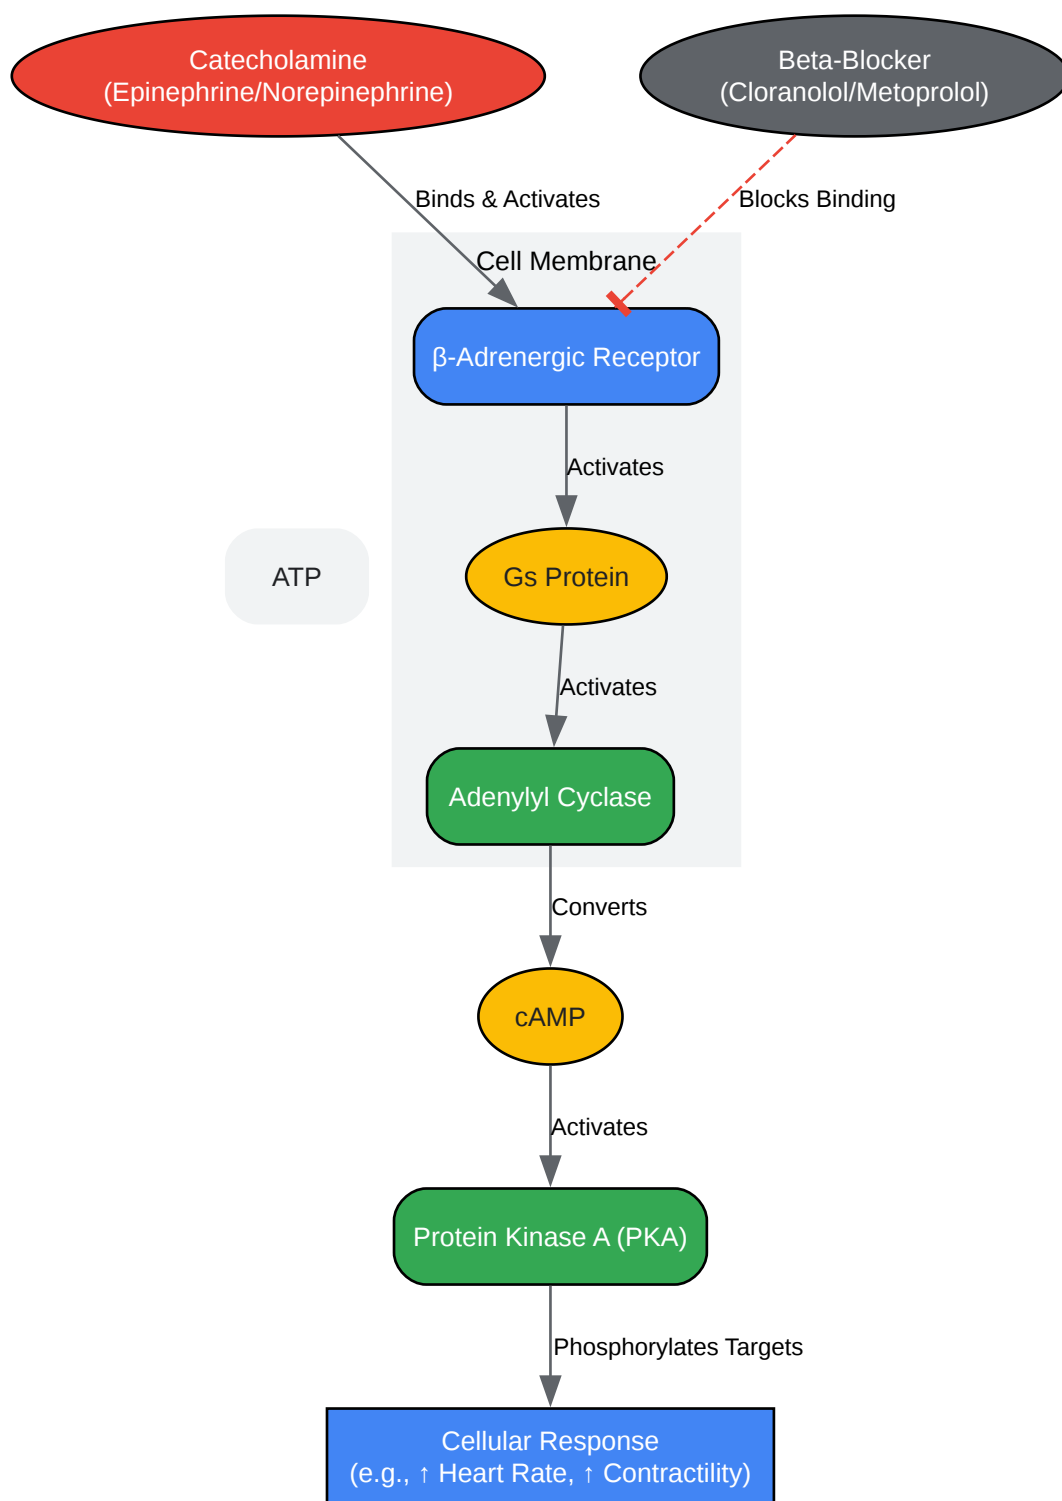 Catecholamine
(Epinephrine/Norepinephrine)
Beta-Blocker
(Cloranolol/Metoprolol)
Binds & Activates
Blocks Binding
Cell Membrane
β-Adrenergic Receptor
Activates
ATP
Gs Protein
Activates
Adenylyl Cyclase
Converts
cAMP
Activates
Protein Kinase A (PKA)
Phosphorylates Targets
Cellular Response
(e.g., ↑ Heart Rate, ↑ Contractility)